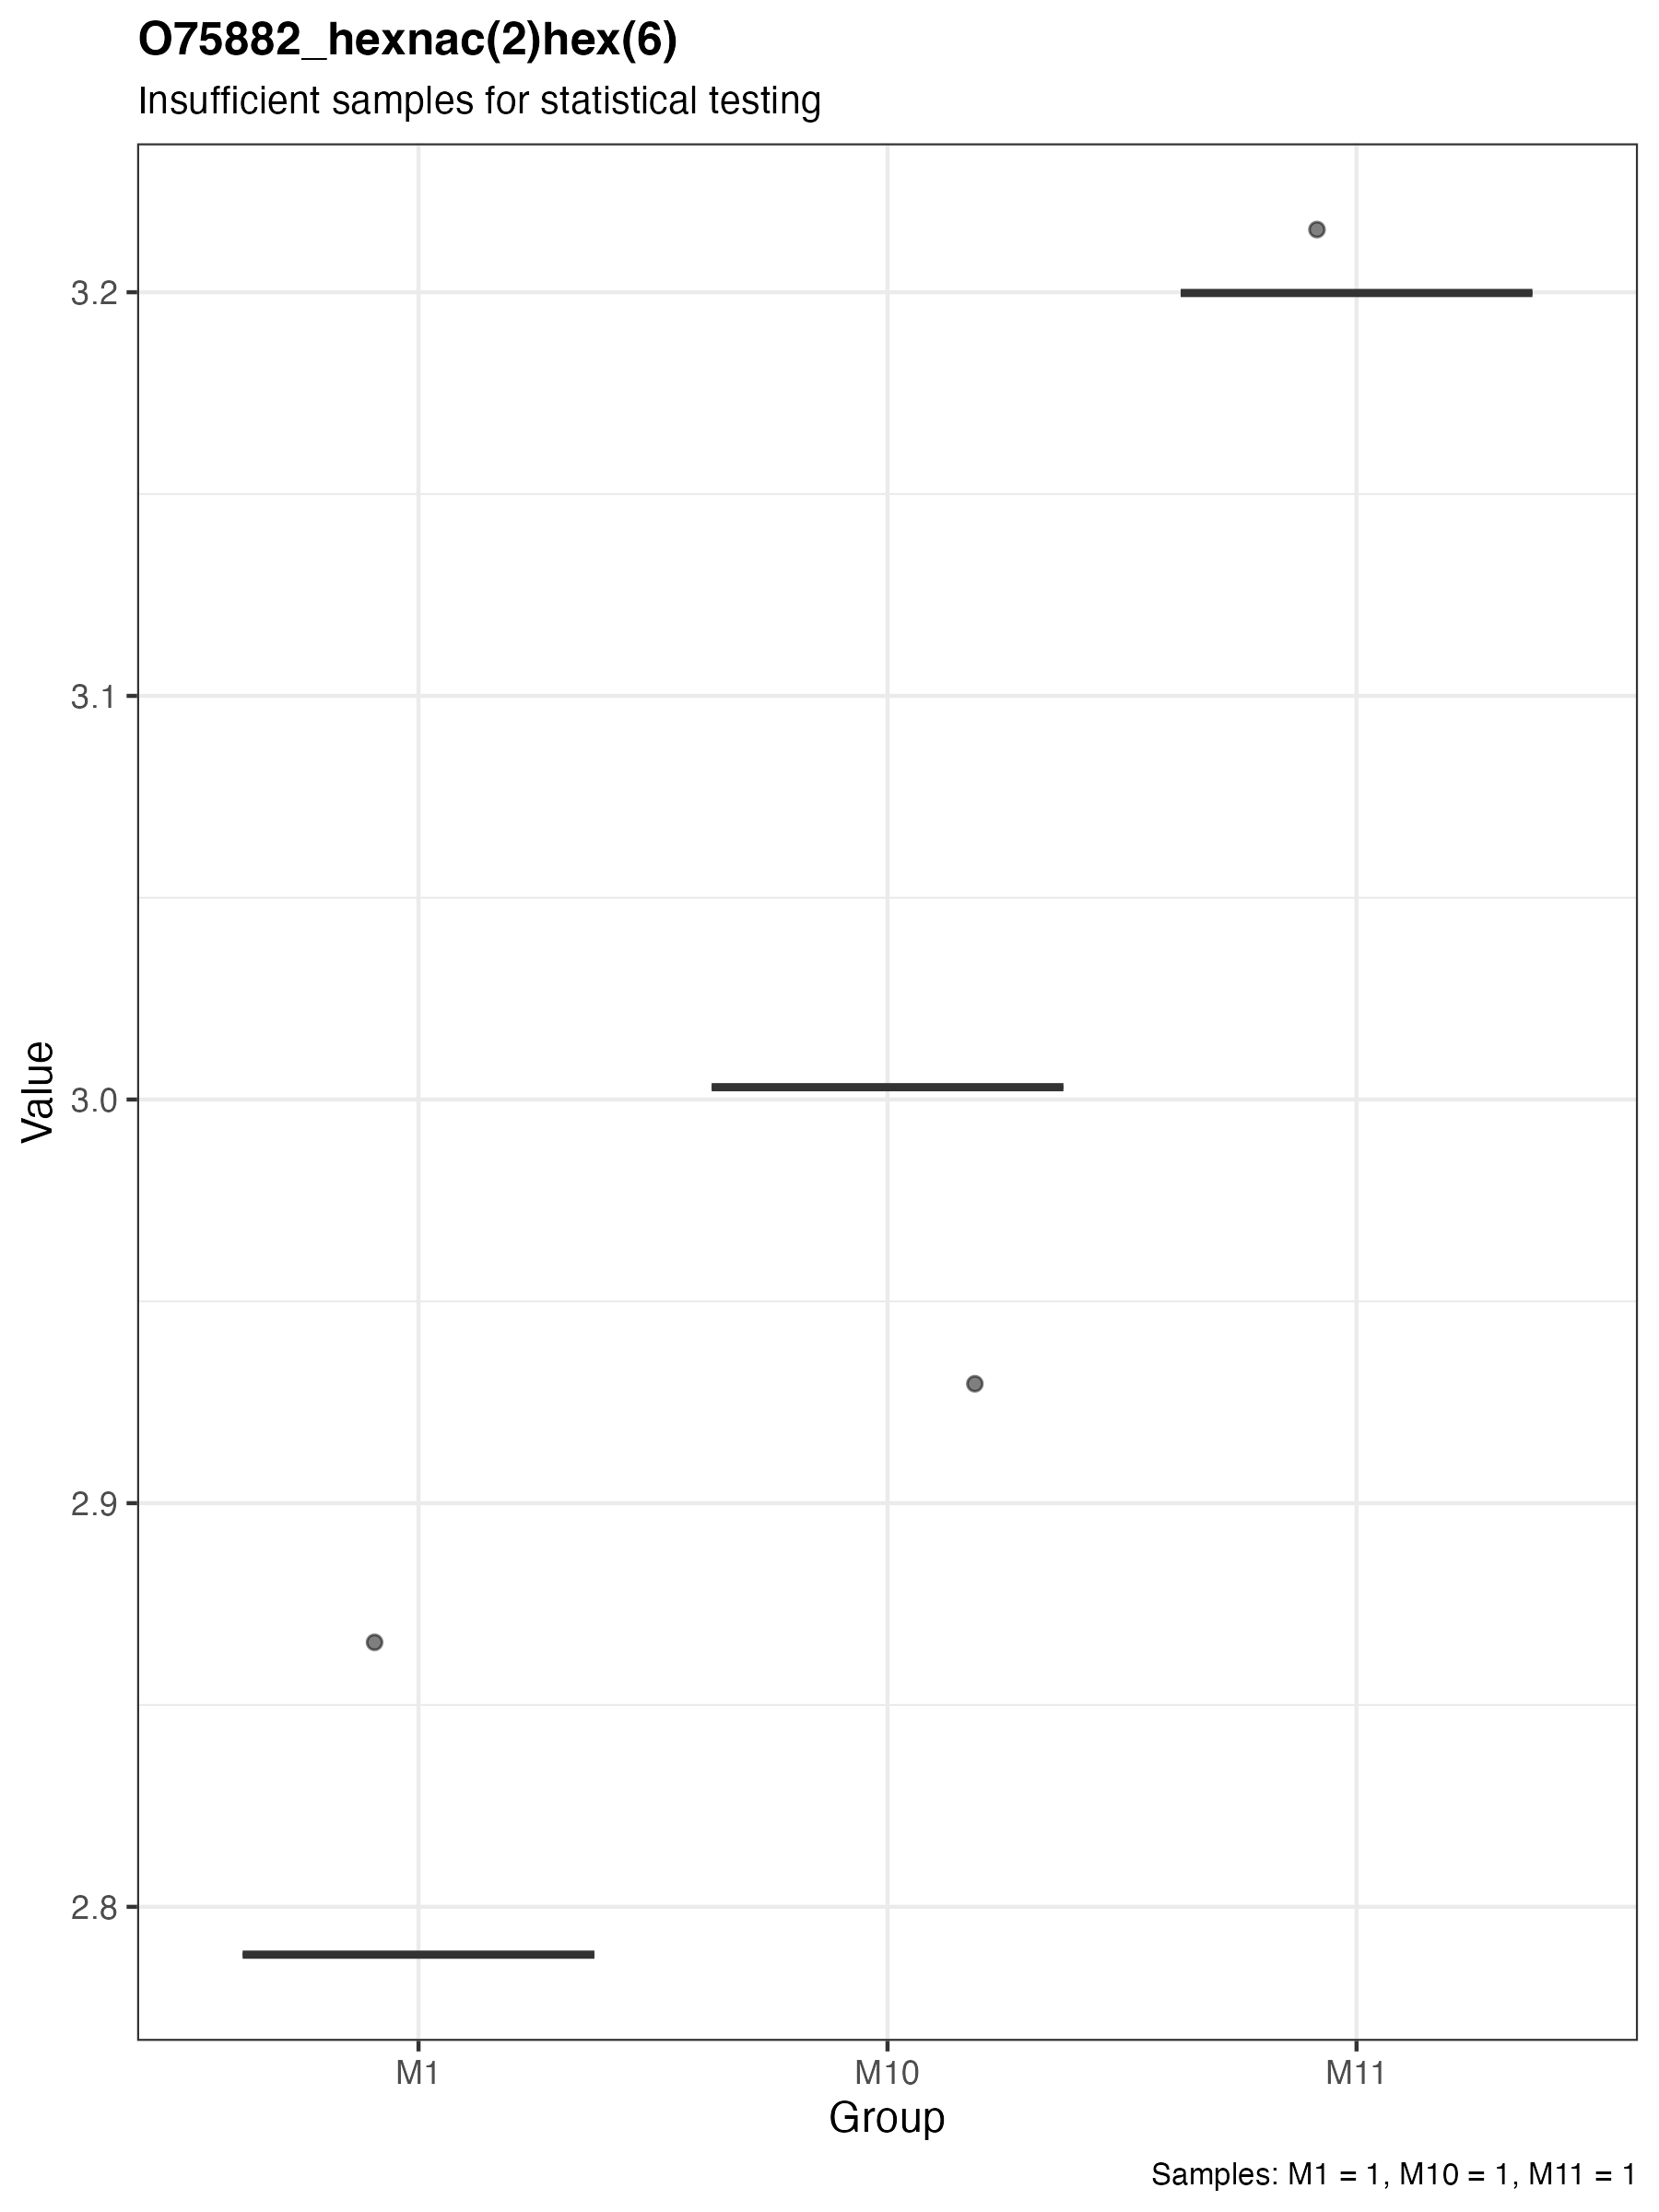 O75882_hexnac(2)hex(6)
Insufficient samples for statistical testing
Value
3.2
3.1
3.0
2.9
2.8
M1 M10 M11
Group
Samples: M1 = 1, M10 = 1, M11 = 1